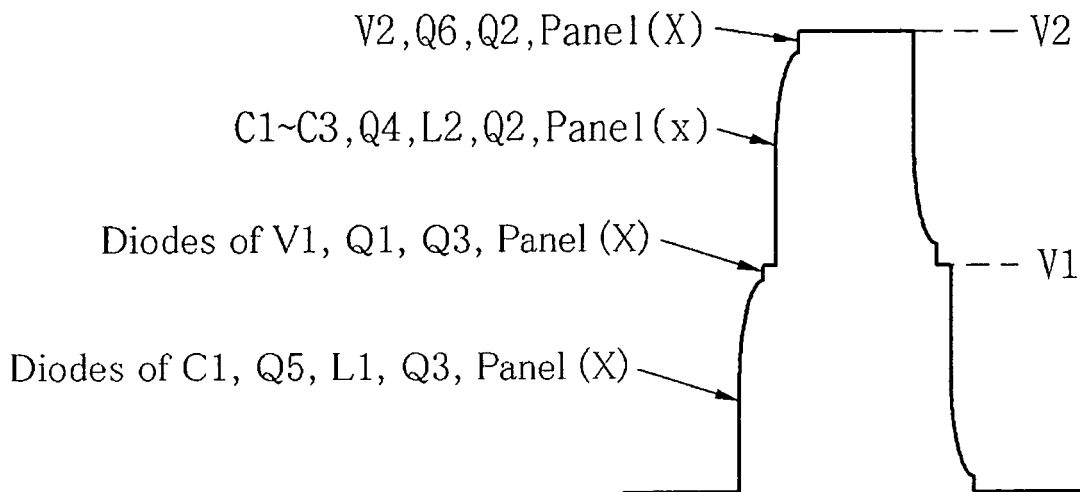 V2,Q6,Q2,Panel(X)
V2
C1~C3,Q4,L2,Q2,Panel(x)
Diodes of V1, Q1, Q3, Panel (X)
V1
Diodes of C1, Q5, L1, Q3, Panel (X)